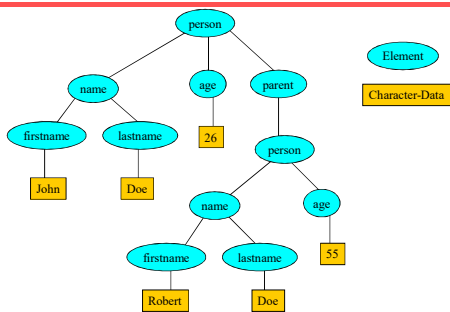 person
Element
name
age
parent
Character-Data
firstname
lastname
26
person
John
Doe
name
age
firstname
lastname
55
Robert
Doe